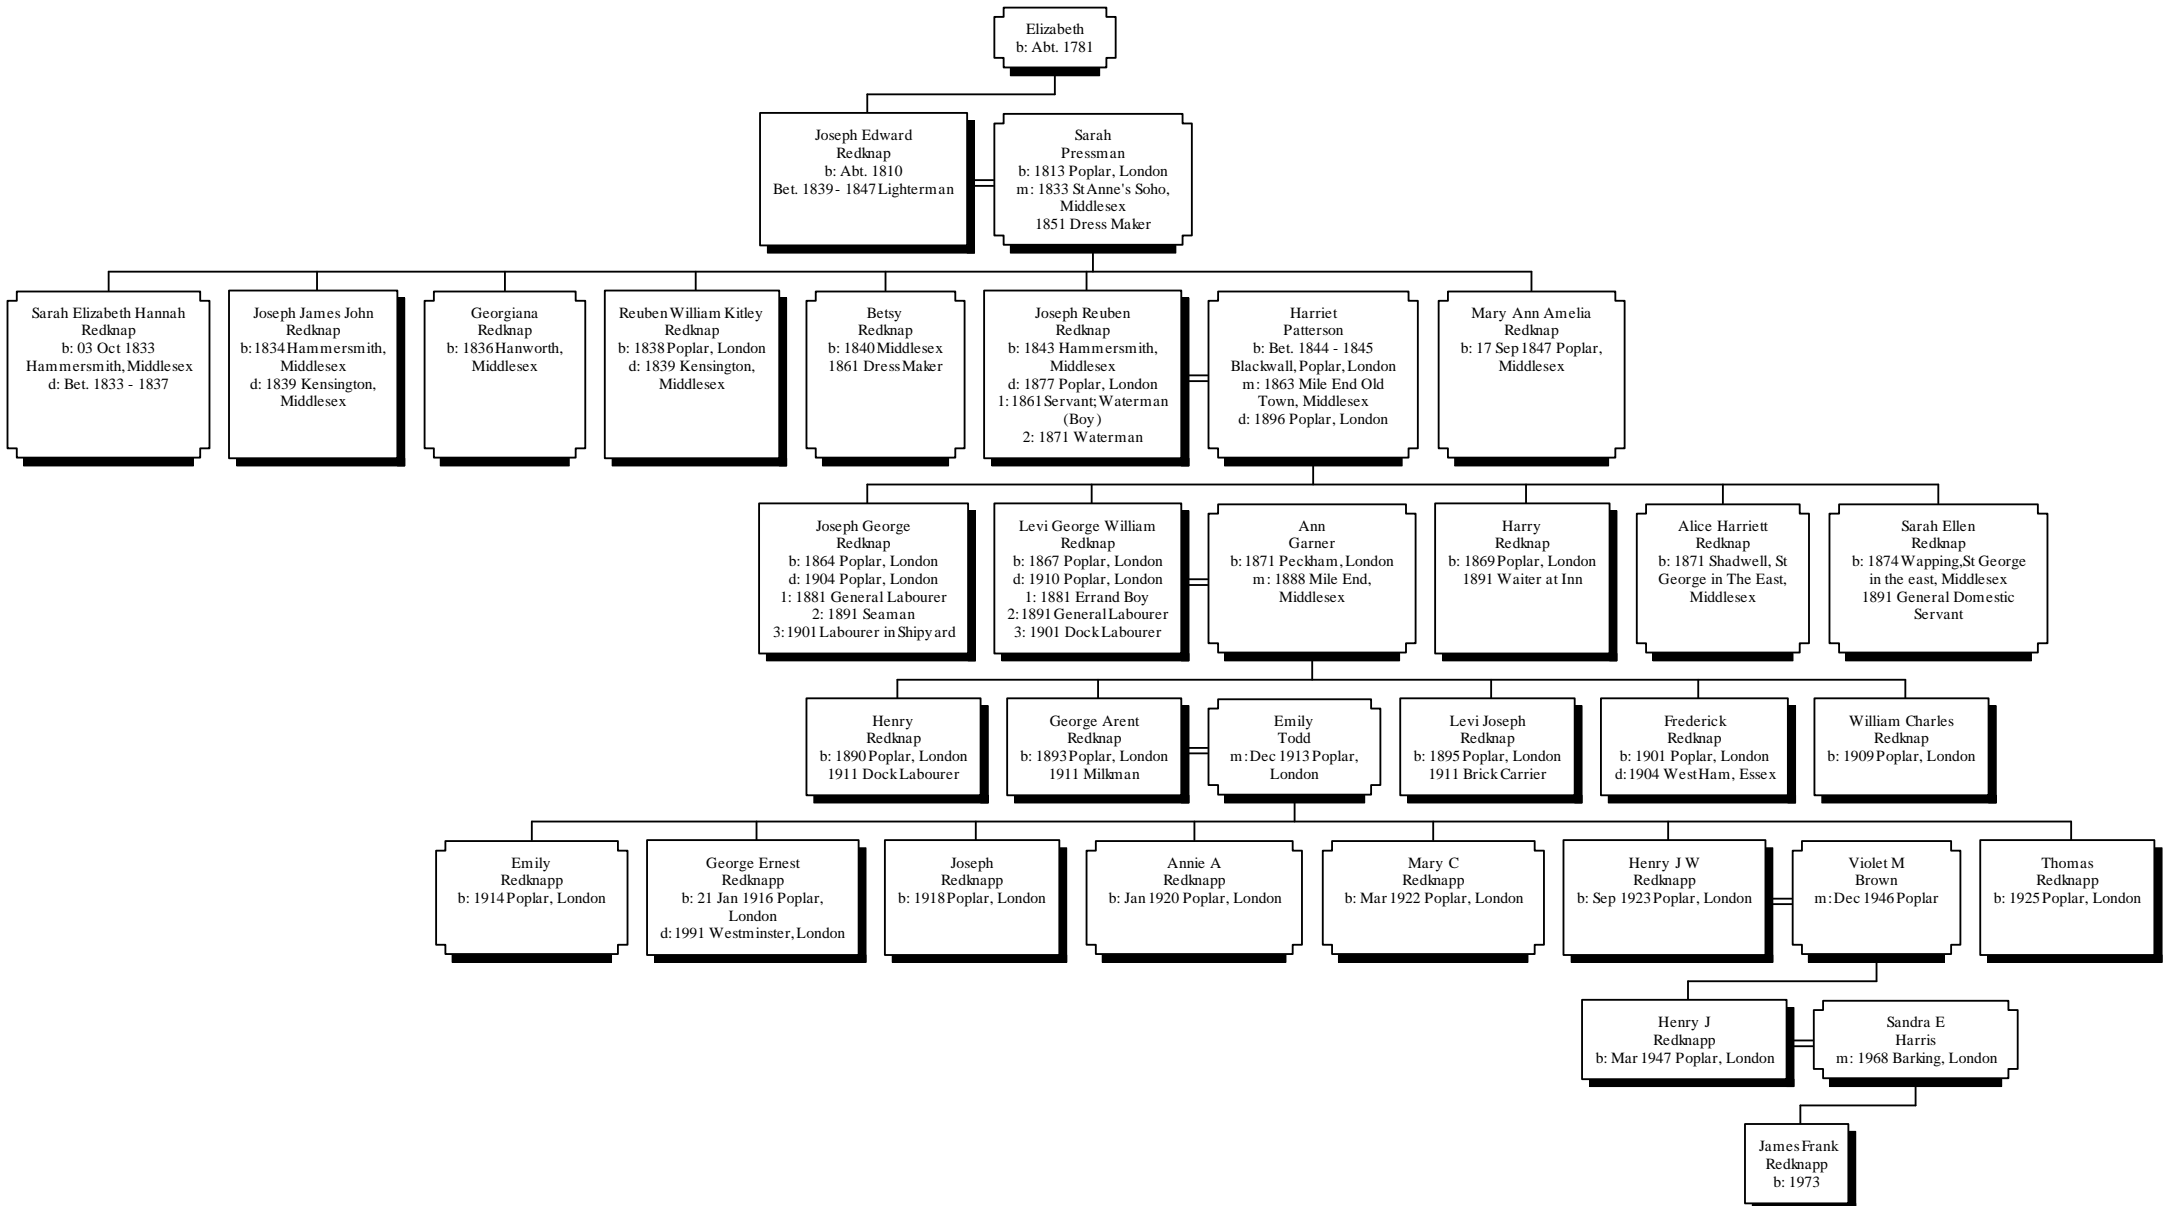 Elizabeth
b: Abt. 1781
Joseph Edward
Redknap
b: Abt. 1810
Bet. 1839 - 1847 Lighterman
Sarah
Pressman
b: 1813 Poplar, London
m: 1833 St Anne's Soho,
Middlesex
1851 Dress Maker
Sarah Elizabeth Hannah
Redknap
b: 03 Oct 1833
Hammersmith, Middlesex
d: Bet. 1833 - 1837
Joseph James John
Redknap
b: 1834 Hammersmith,
Middlesex
d: 1839 Kensington,
Middlesex
Georgiana
Redknap
b: 1836 Hanworth,
Middlesex
Reuben William Kitley
Redknap
b: 1838 Poplar, London
d: 1839 Kensington,
Middlesex
Betsy
Redknap
b: 1840 Middlesex
1861 Dress Maker
Joseph Reuben
Redknap
b: 1843 Hammersmith,
Middlesex
d: 1877 Poplar, London
1: 1861 Servant; Waterman
(Boy)
2: 1871 Waterman
Harriet
Patterson
b: Bet. 1844 - 1845
Blackwall, Poplar, London
m: 1863 Mile End Old
Town, Middlesex
d: 1896 Poplar, London
Mary Ann Amelia
Redknap
b: 17 Sep 1847 Poplar,
Middlesex
Joseph George
Redknap
b: 1864 Poplar, London
d: 1904 Poplar, London
1: 1881 General Labourer
2: 1891 Seaman
3: 1901 Labourer in Shipyard
Levi George William
Redknap
b: 1867 Poplar, London
d: 1910 Poplar, London
1: 1881 Errand Boy
2: 1891 General Labourer
3: 1901 Dock Labourer
Ann
Garner
b: 1871 Peckham, London
m: 1888 Mile End,
Middlesex
Harry
Redknap
b: 1869 Poplar, London
1891 Waiter at Inn
Alice Harriett
Redknap
b: 1871 Shadwell, St
George in The East,
Middlesex
Sarah Ellen
Redknap
b: 1874 Wapping,St George
in the east, Middlesex
1891 General Domestic
Servant
Henry
Redknap
b: 1890 Poplar, London
1911 Dock Labourer
George Arent
Redknap
b: 1893 Poplar, London
1911 Milkman
Emily
Todd
m: Dec 1913 Poplar,
London
Levi Joseph
Redknap
b: 1895 Poplar, London
1911 Brick Carrier
Frederick
Redknap
b: 1901 Poplar, London
d: 1904 West Ham, Essex
William Charles
Redknap
b: 1909 Poplar, London
Emily
Redknapp
b: 1914 Poplar, London
George Ernest
Redknapp
b: 21 Jan 1916 Poplar,
London
d: 1991 Westminster, London
Joseph
Redknapp
b: 1918 Poplar, London
Annie A
Redknapp
b: Jan 1920 Poplar, London
Mary C
Redknapp
b: Mar 1922 Poplar, London
Henry J W
Redknapp
b: Sep 1923 Poplar, London
Violet M
Brown
m: Dec 1946 Poplar
Thomas
Redknapp
b: 1925 Poplar, London
Henry J
Redknapp
b: Mar 1947 Poplar, London
Sandra E
Harris
m: 1968 Barking, London
James Frank
Redknapp
b: 1973